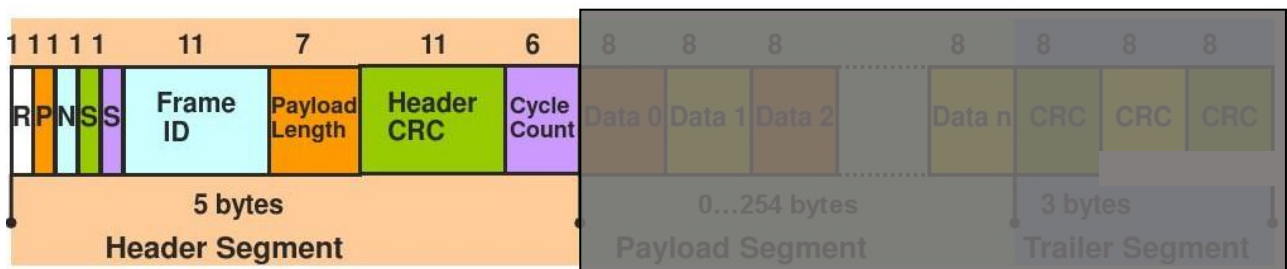 1 1 1 1 1 11 7 11 6 8 8 8 8 8 8 8
R P N S S Frame ID Payload Length Header CRC Cycle Count Data 0 Data 1 Data 2 Data n CRC CRC CRC
5 bytes 0...254 bytes 3 bytes
Header Segment Payload Segment Trailer Segment